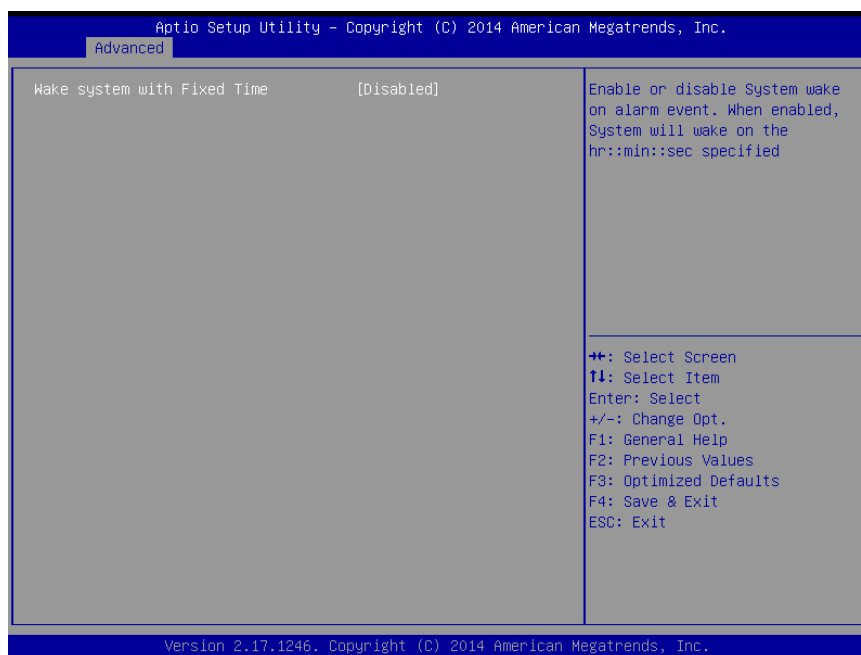 Aptio Setup Utility – Copyright (C) 2014 American Megatrends, Inc.
Advanced
Wake system with Fixed Time [Disabled]
Enable or disable System wake
on alarm event. When enabled,
System will wake on the
hr::min::sec specified
→←: Select Screen
↑↓: Select Item
Enter: Select
+/-: Change Opt.
F1: General Help
F2: Previous Values
F3: Optimized Defaults
F4: Save & Exit
ESC: Exit
Version 2.17.1246. Copyright (C) 2014 American Megatrends, Inc.